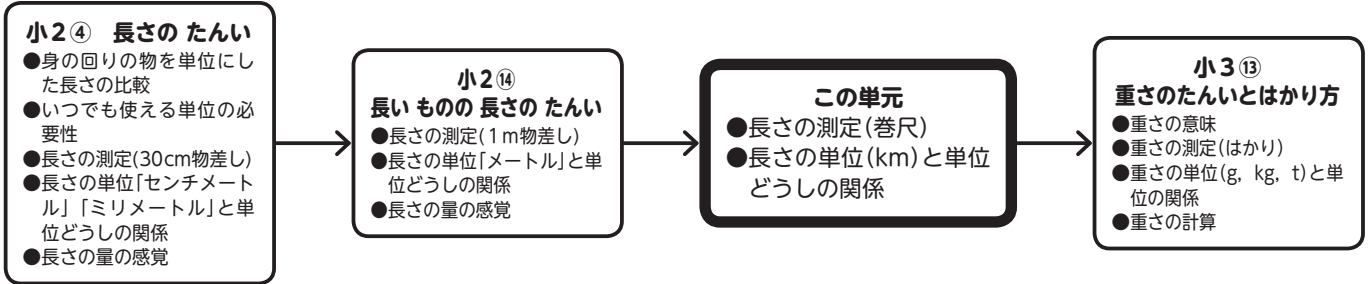 小2④ 長さの たんい
●身の回りの物を単位にし
た長さの比較
●いつでも使える単位の必
要性
●長さの測定(30cm物差し)
●長さの単位「センチメート
ル」「ミリメートル」と単
位どうしの関係
●長さの量の感覚
小2⑭
長い ものの 長さの たんい
●長さの測定(1m物差し)
●長さの単位「メートル」と単
位どうしの関係
●長さの量の感覚
この単元
●長さの測定(巻尺)
●長さの単位(km)と単位
どうしの関係
小3⑬
重さのたんいとはかり方
●重さの意味
●重さの測定(はかり)
●重さの単位(g, kg, t)と単
位の関係
●重さの計算